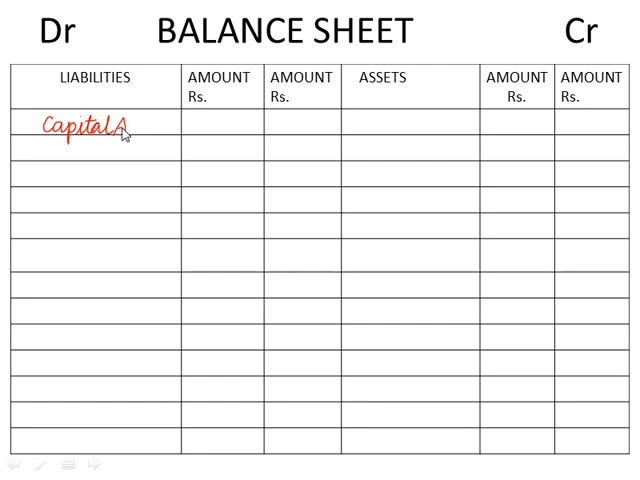 Dr BALANCE SHEET Cr
LIABILITIES AMOUNT Rs. AMOUNT Rs. ASSETS AMOUNT Rs. AMOUNT Rs.
Capital A